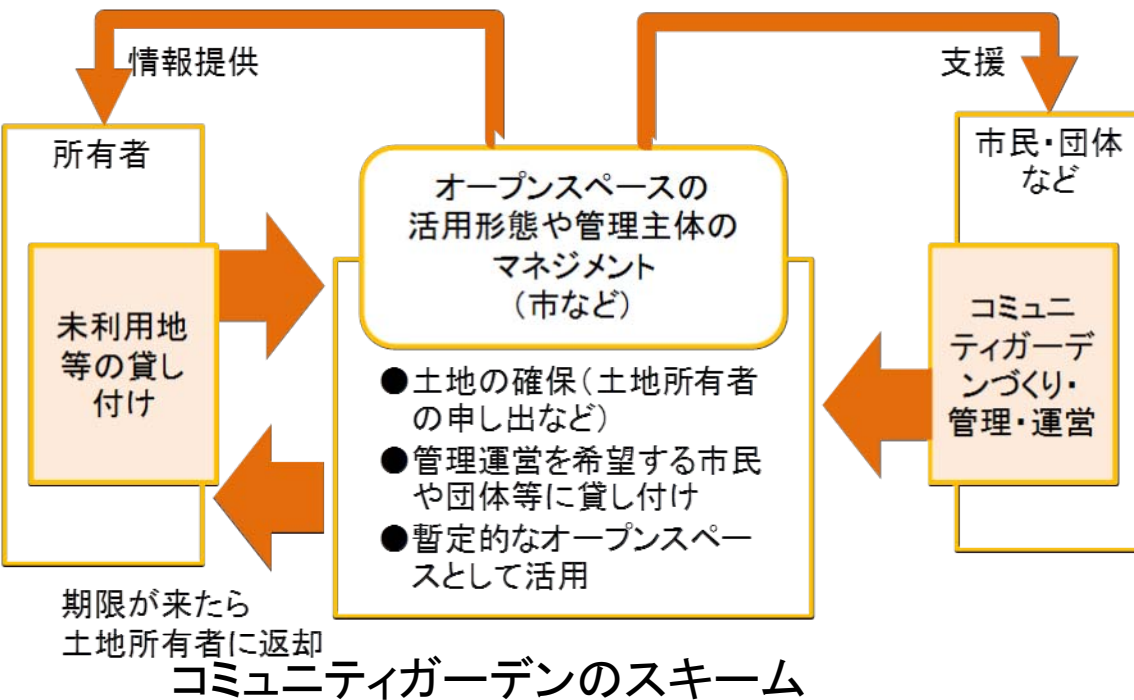 情報提供
支援
所有者
市民・団体
など
オープンスペースの
活用形態や管理主体の
マネジメント
（市など）
未利用地
等の貸し
付け
コミュニ
ティガーデ
ンづくり・
管理・運営
●土地の確保（土地所有者
の申し出など）
●管理運営を希望する市民
や団体等に貸し付け
●暫定的なオープンスペー
スとして活用
期限が来たら
土地所有者に返却
コミュニティガーデンのスキーム